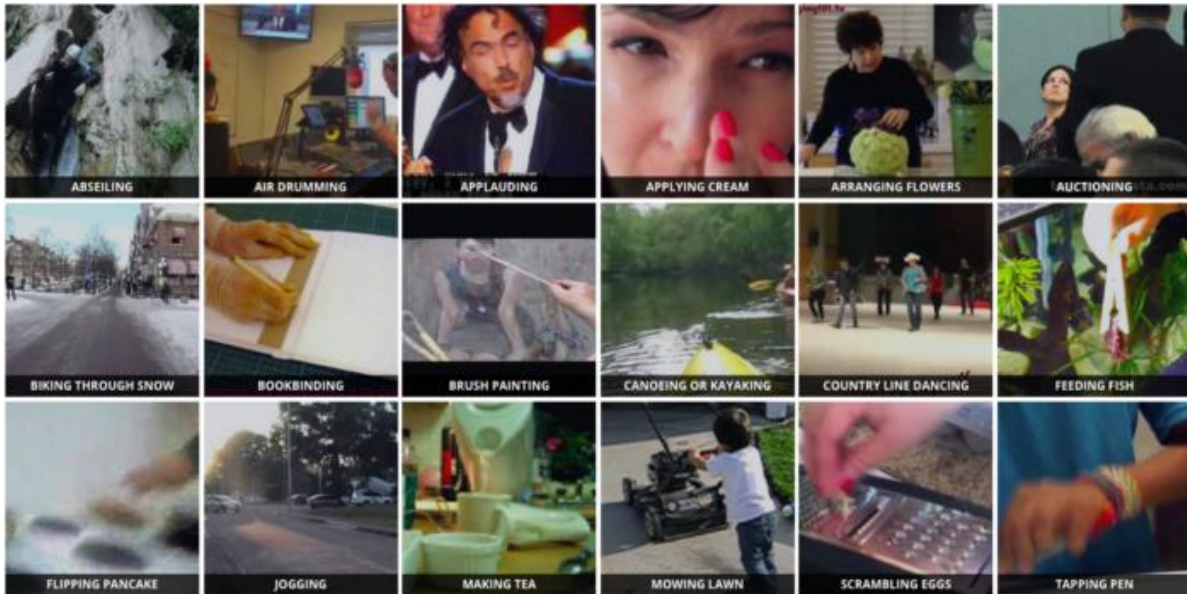 ABSEILING
AIR DRUMMING
APPLAUDING
APPLYING CREAM
ARRANGING FLOWERS
AUCTIONING
BIKING THROUGH SNOW
BOOKBINDING
BRUSH PAINTING
CANOEING OR KAYAKING
COUNTRY LINE DANCING
FEEDING FISH
FLIPPING PANCAKE
JOGGING
MAKING TEA
MOWING LAWN
SCRAMBLING EGGS
TAPPING PEN